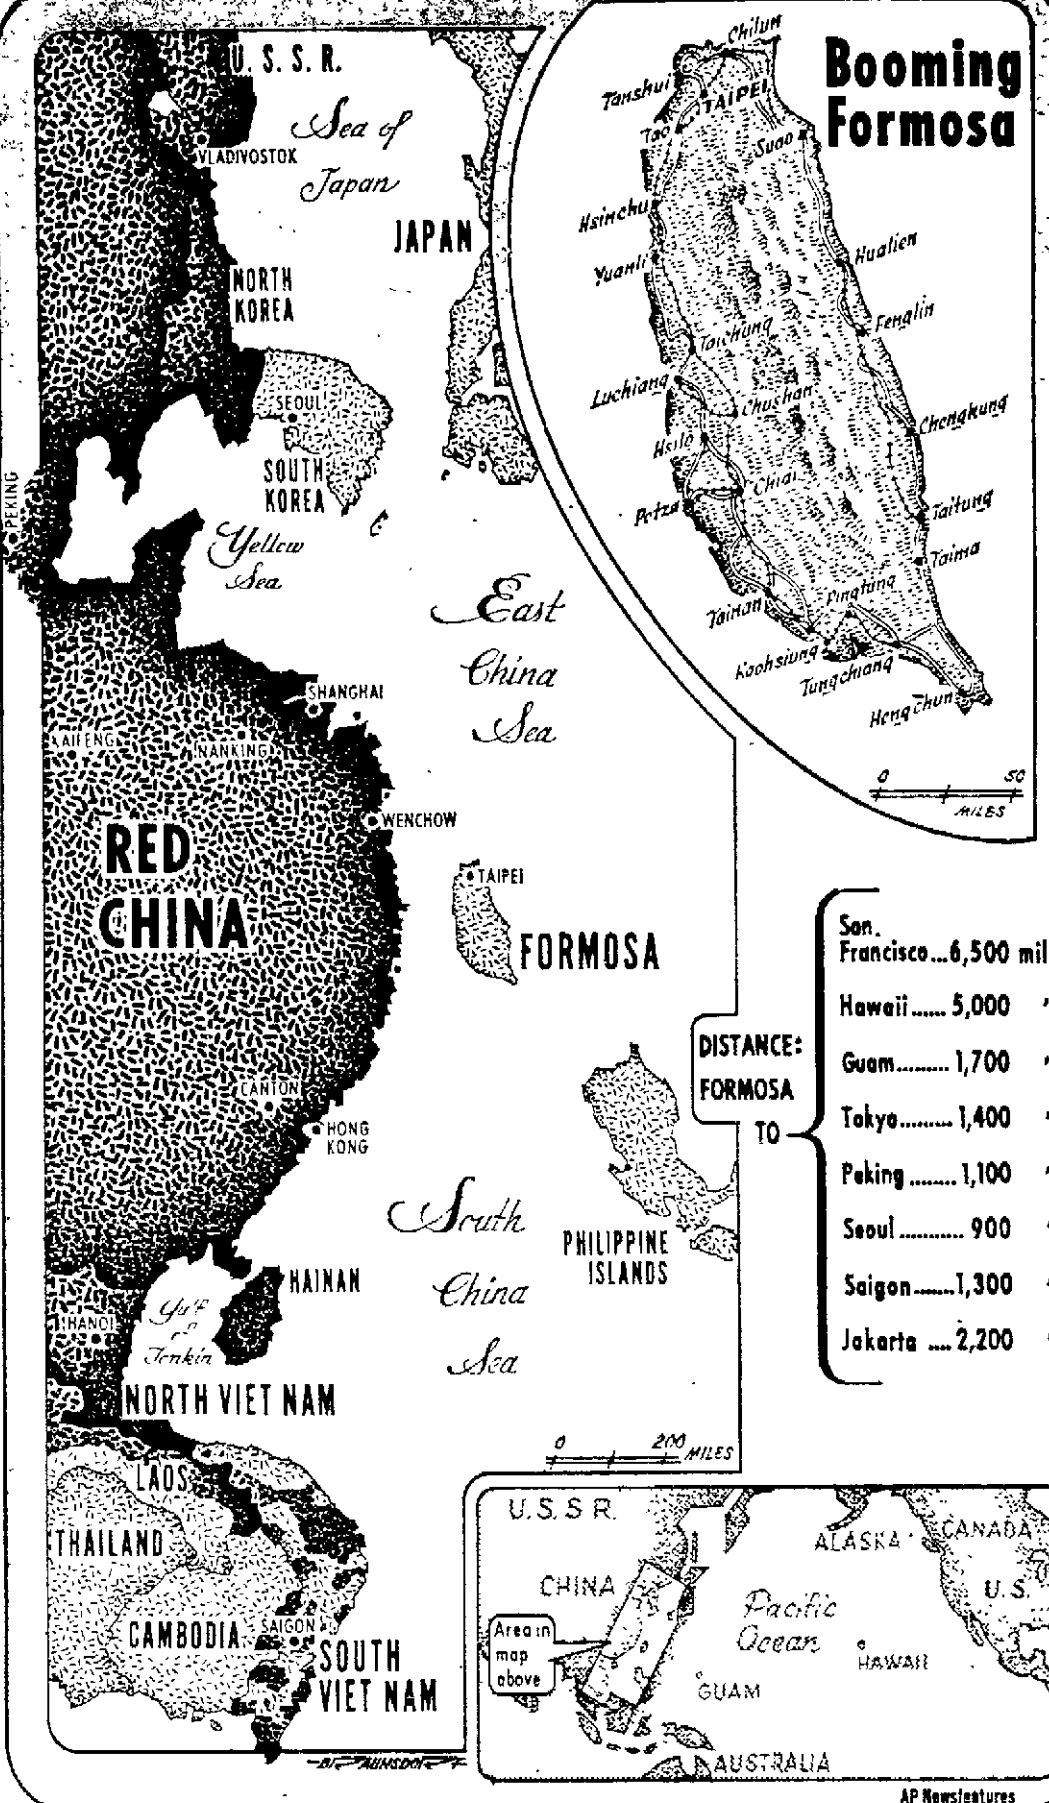 Booming
Formosa
Chilun
Tanshui
TAIPEI
Tao
Suao
Hsinchu
Yuanli
Hualien
Fenglin
Taichung
Luchiang
Chushan
Hsilo
Chengkung
Chiai
Potza
Taitung
Taima
Pingtung
Tainan
Kaohsiung
Tungchiang
Hengchun
0 50
MILES
U. S. S. R.
Sea of
Japan
VLADIVOSTOK
JAPAN
NORTH
KOREA
SEOUL
SOUTH
KOREA
PEKING
Yellow
Sea
East
China
Sea
SHANGHAI
KAIFENG
NANKING
WENCHOW
RED
CHINA
TAIPEI
FORMOSA
CANTON
HONG
KONG
South
China
Sea
PHILIPPINE
ISLANDS
HAINAN
HANOI
Tonkin
NORTH VIET NAM
0 200 MILES
LAOS
THAILAND
CAMBODIA
SAIGON
SOUTH
VIET NAM
DISTANCE:
FORMOSA
TO
San.
Francisco...6,500 mil
Hawaii...... 5,000 "
Guam......... 1,700 "
Tokyo......... 1,400 "
Peking ........ 1,100 "
Seoul ............ 900 "
Saigon.......1,300 "
Jakarta .... 2,200 "
U.S.S R.
CHINA
Area in
map
above
ALASKA
CANADA
U.S.
Pacific
Ocean
HAWAII
GUAM
AUSTRALIA
AP Newsfeatures